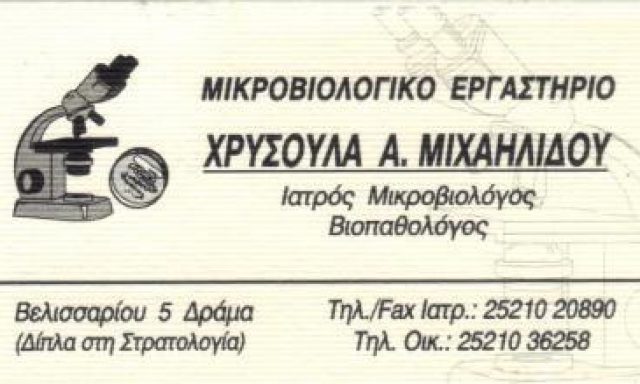 ΜΙΚΡΟΒΙΟΛΟΓΙΚΟ ΕΡΓΑΣΤΗΡΙΟ
ΧΡΥΣΟΥΛΑ Α. ΜΙΧΑΗΛΙΔΟΥ
Ιατρός Μικροβιολόγος
Βιοπαθολόγος
Βελισσαρίου 5 Δράμα
(Δίπλα στη Στρατολογία)
Τηλ./Fax Ιατρ.: 25210 20890
Τηλ. Οικ.: 25210 36258